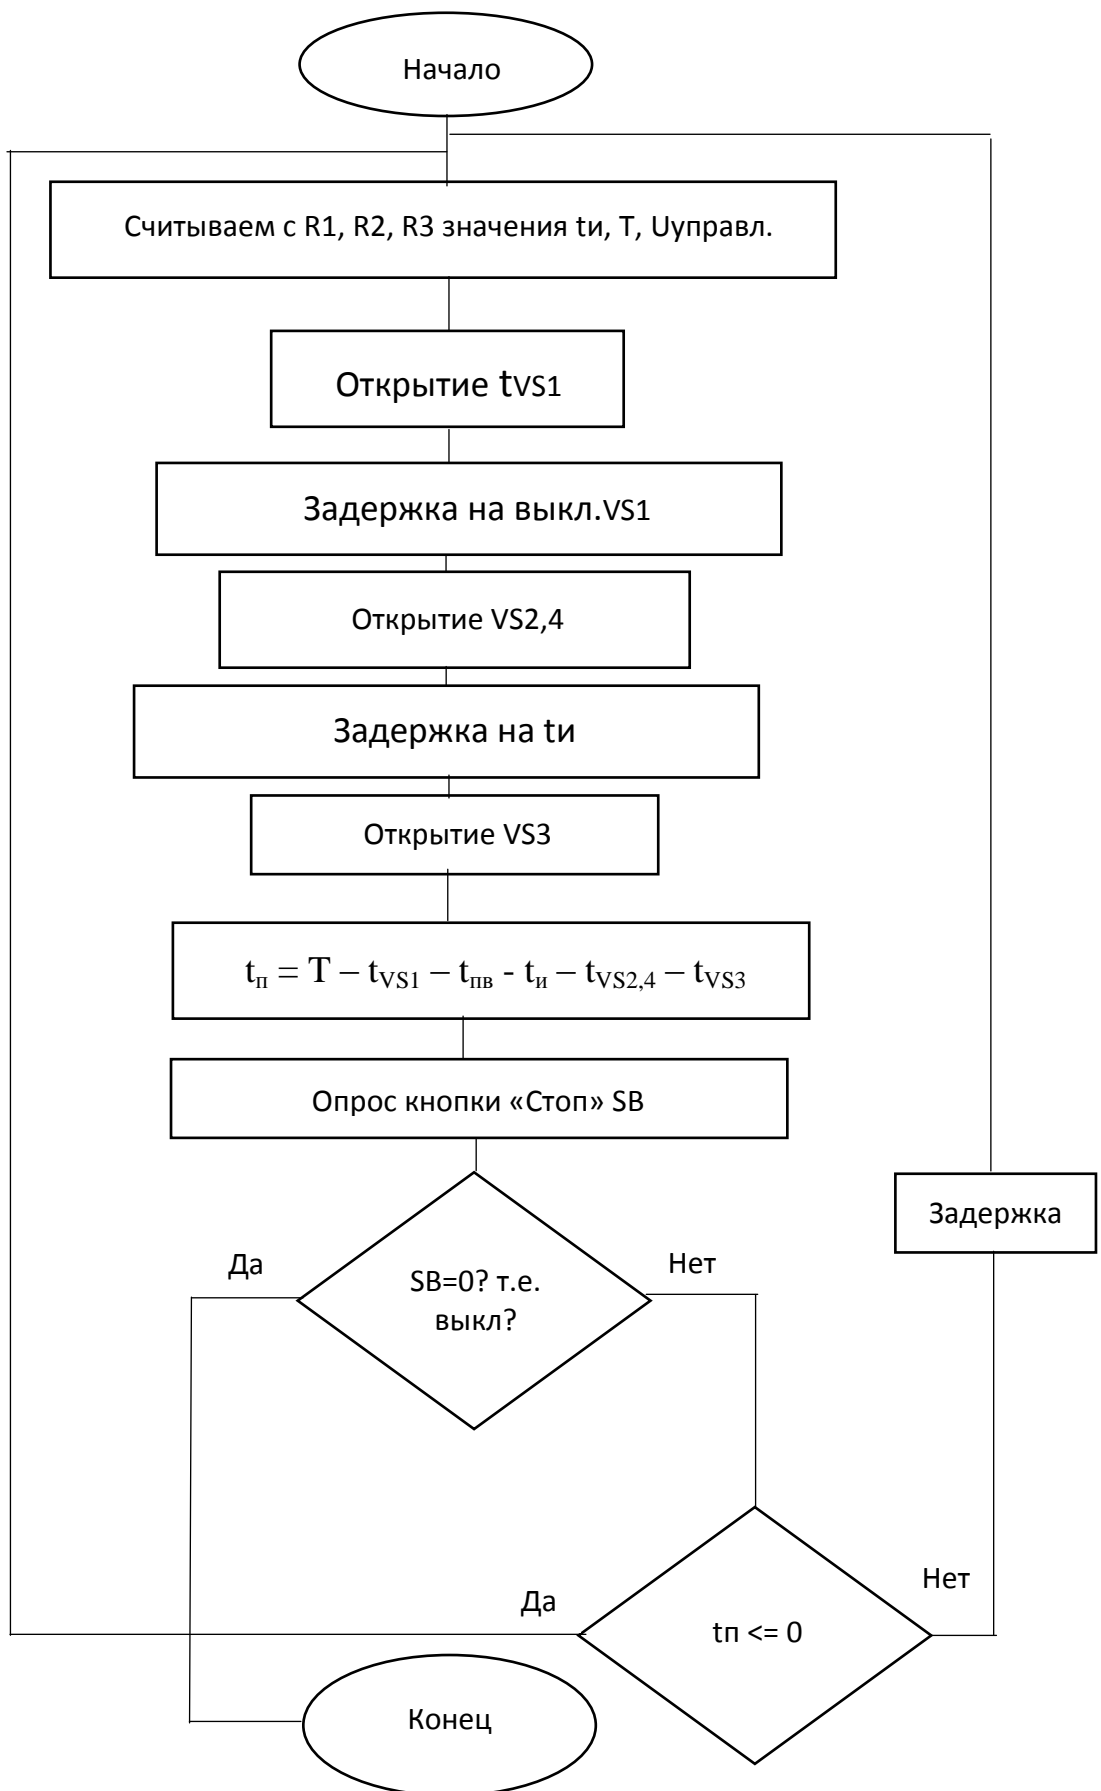 Начало
Считываем с R1, R2, R3 значения tи, T, Uуправл.
Открытие tVS1
Задержка на выкл.VS1
Открытие VS2,4
Задержка на tи
Открытие VS3
tп = T – tVS1 – tпв - tи – tVS2,4 – tVS3
Опрос кнопки «Стоп» SB
Задержка
Да
Нет
SB=0? т.е.
выкл?
Нет
Да
tп <= 0
Конец